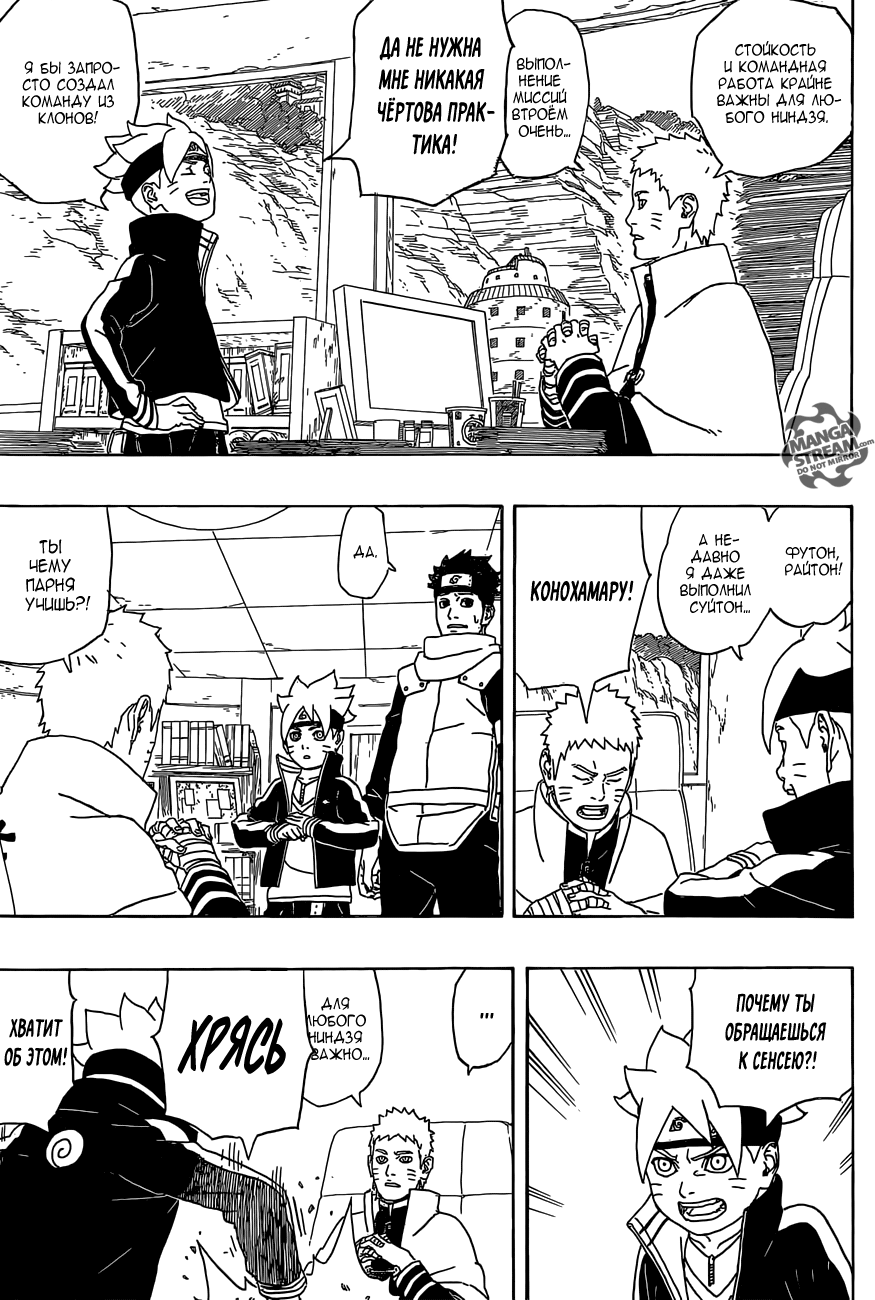 СТОЙКОСТЬ
И КОМАНДНАЯ
РАБОТА КРАЙНЕ
ВАЖНЫ ДЛЯ ЛЮ-
БОГО НИНДЗЯ.
ВЫПОЛ-
НЕНИЕ
МИССИЙ
ВТРОЁМ
ОЧЕНЬ...
ДА НЕ НУЖНА
МНЕ НИКАКАЯ
ЧЁРТОВА ПРАК-
ТИКА!
Я БЫ ЗАПРО-
СТО СОЗДАЛ
КОМАНДУ ИЗ
КЛОНОВ!
MANGA
STREAM.com
DO NOT MIRROR
ФУТОН,
РАЙТОН!
А НЕ-
ДАВНО
Я ДАЖЕ
ВЫПОЛНИЛ
СУЙТОН...
КОНОХАМАРУ!
ДА.
ТЫ
ЧЕМУ
ПАРНЯ
УЧИШЬ?!
ПОЧЕМУ ТЫ
ОБРАЩАЕШЬСЯ
К СЕНСЕЮ?!
...
ДЛЯ
ЛЮБОГО
НИНДЗЯ
ВАЖНО...
ХРЯСЬ
ХВАТИТ
ОБ ЭТОМ!